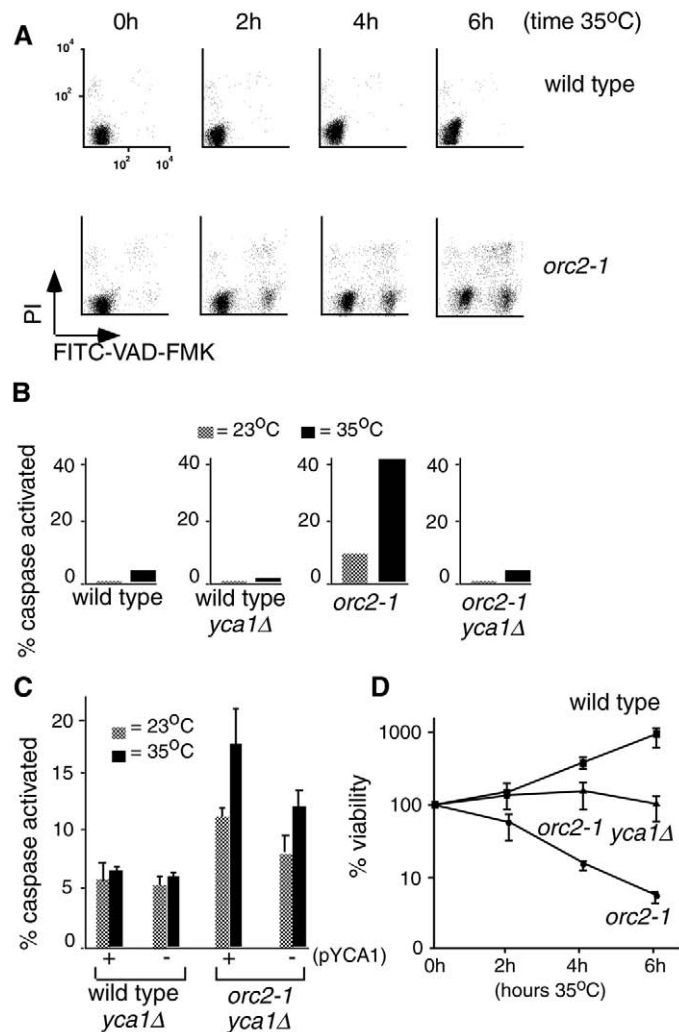 A
0h 2h 4h 6h (time 35°C)
10⁴
10²
10² 10⁴
wild type
orc2-1
PI
FITC-VAD-FMK
B
= 23°C = 35°C
% caspase activated
40 40 40 40
20 20 20 20
0 0 0 0
wild type
wild type yca1Δ
orc2-1
orc2-1 yca1Δ
C
% caspase activated
20
15
10
5
0
= 23°C
= 35°C
+ - + - (pYCA1)
wild type yca1Δ
orc2-1 yca1Δ
D
% viability
1000
100
10
0
wild type
orc2-1 yca1Δ
orc2-1
0h 2h 4h 6h
(hours 35°C)